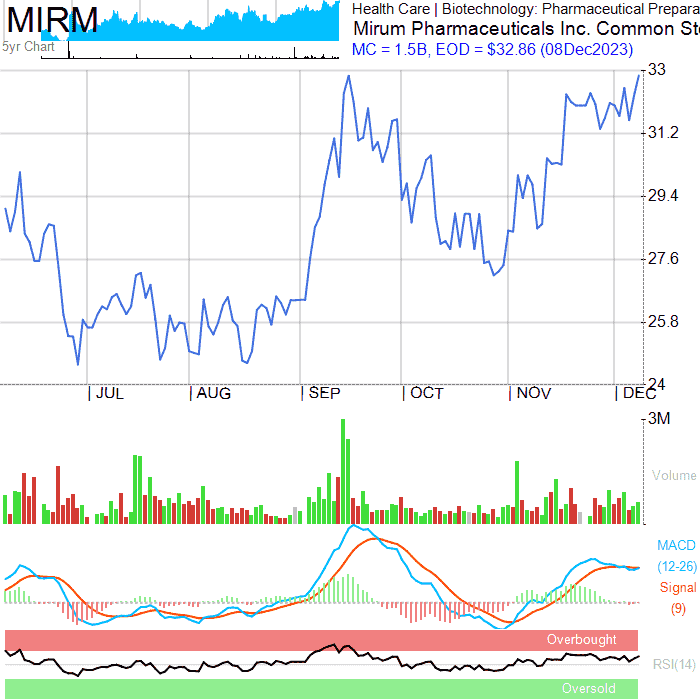 MIRM
Health Care | Biotechnology: Pharmaceutical Prepara
Mirum Pharmaceuticals Inc. Common Sto
5yr Chart
MC = 1.5B, EOD = $32.86 (08Dec2023)
33
31.2
29.4
27.6
25.8
24
JUL AUG SEP OCT NOV DEC
3M
Volume
MACD
(12-26)
Signal
(9)
Overbought
RSI(14)
Oversold